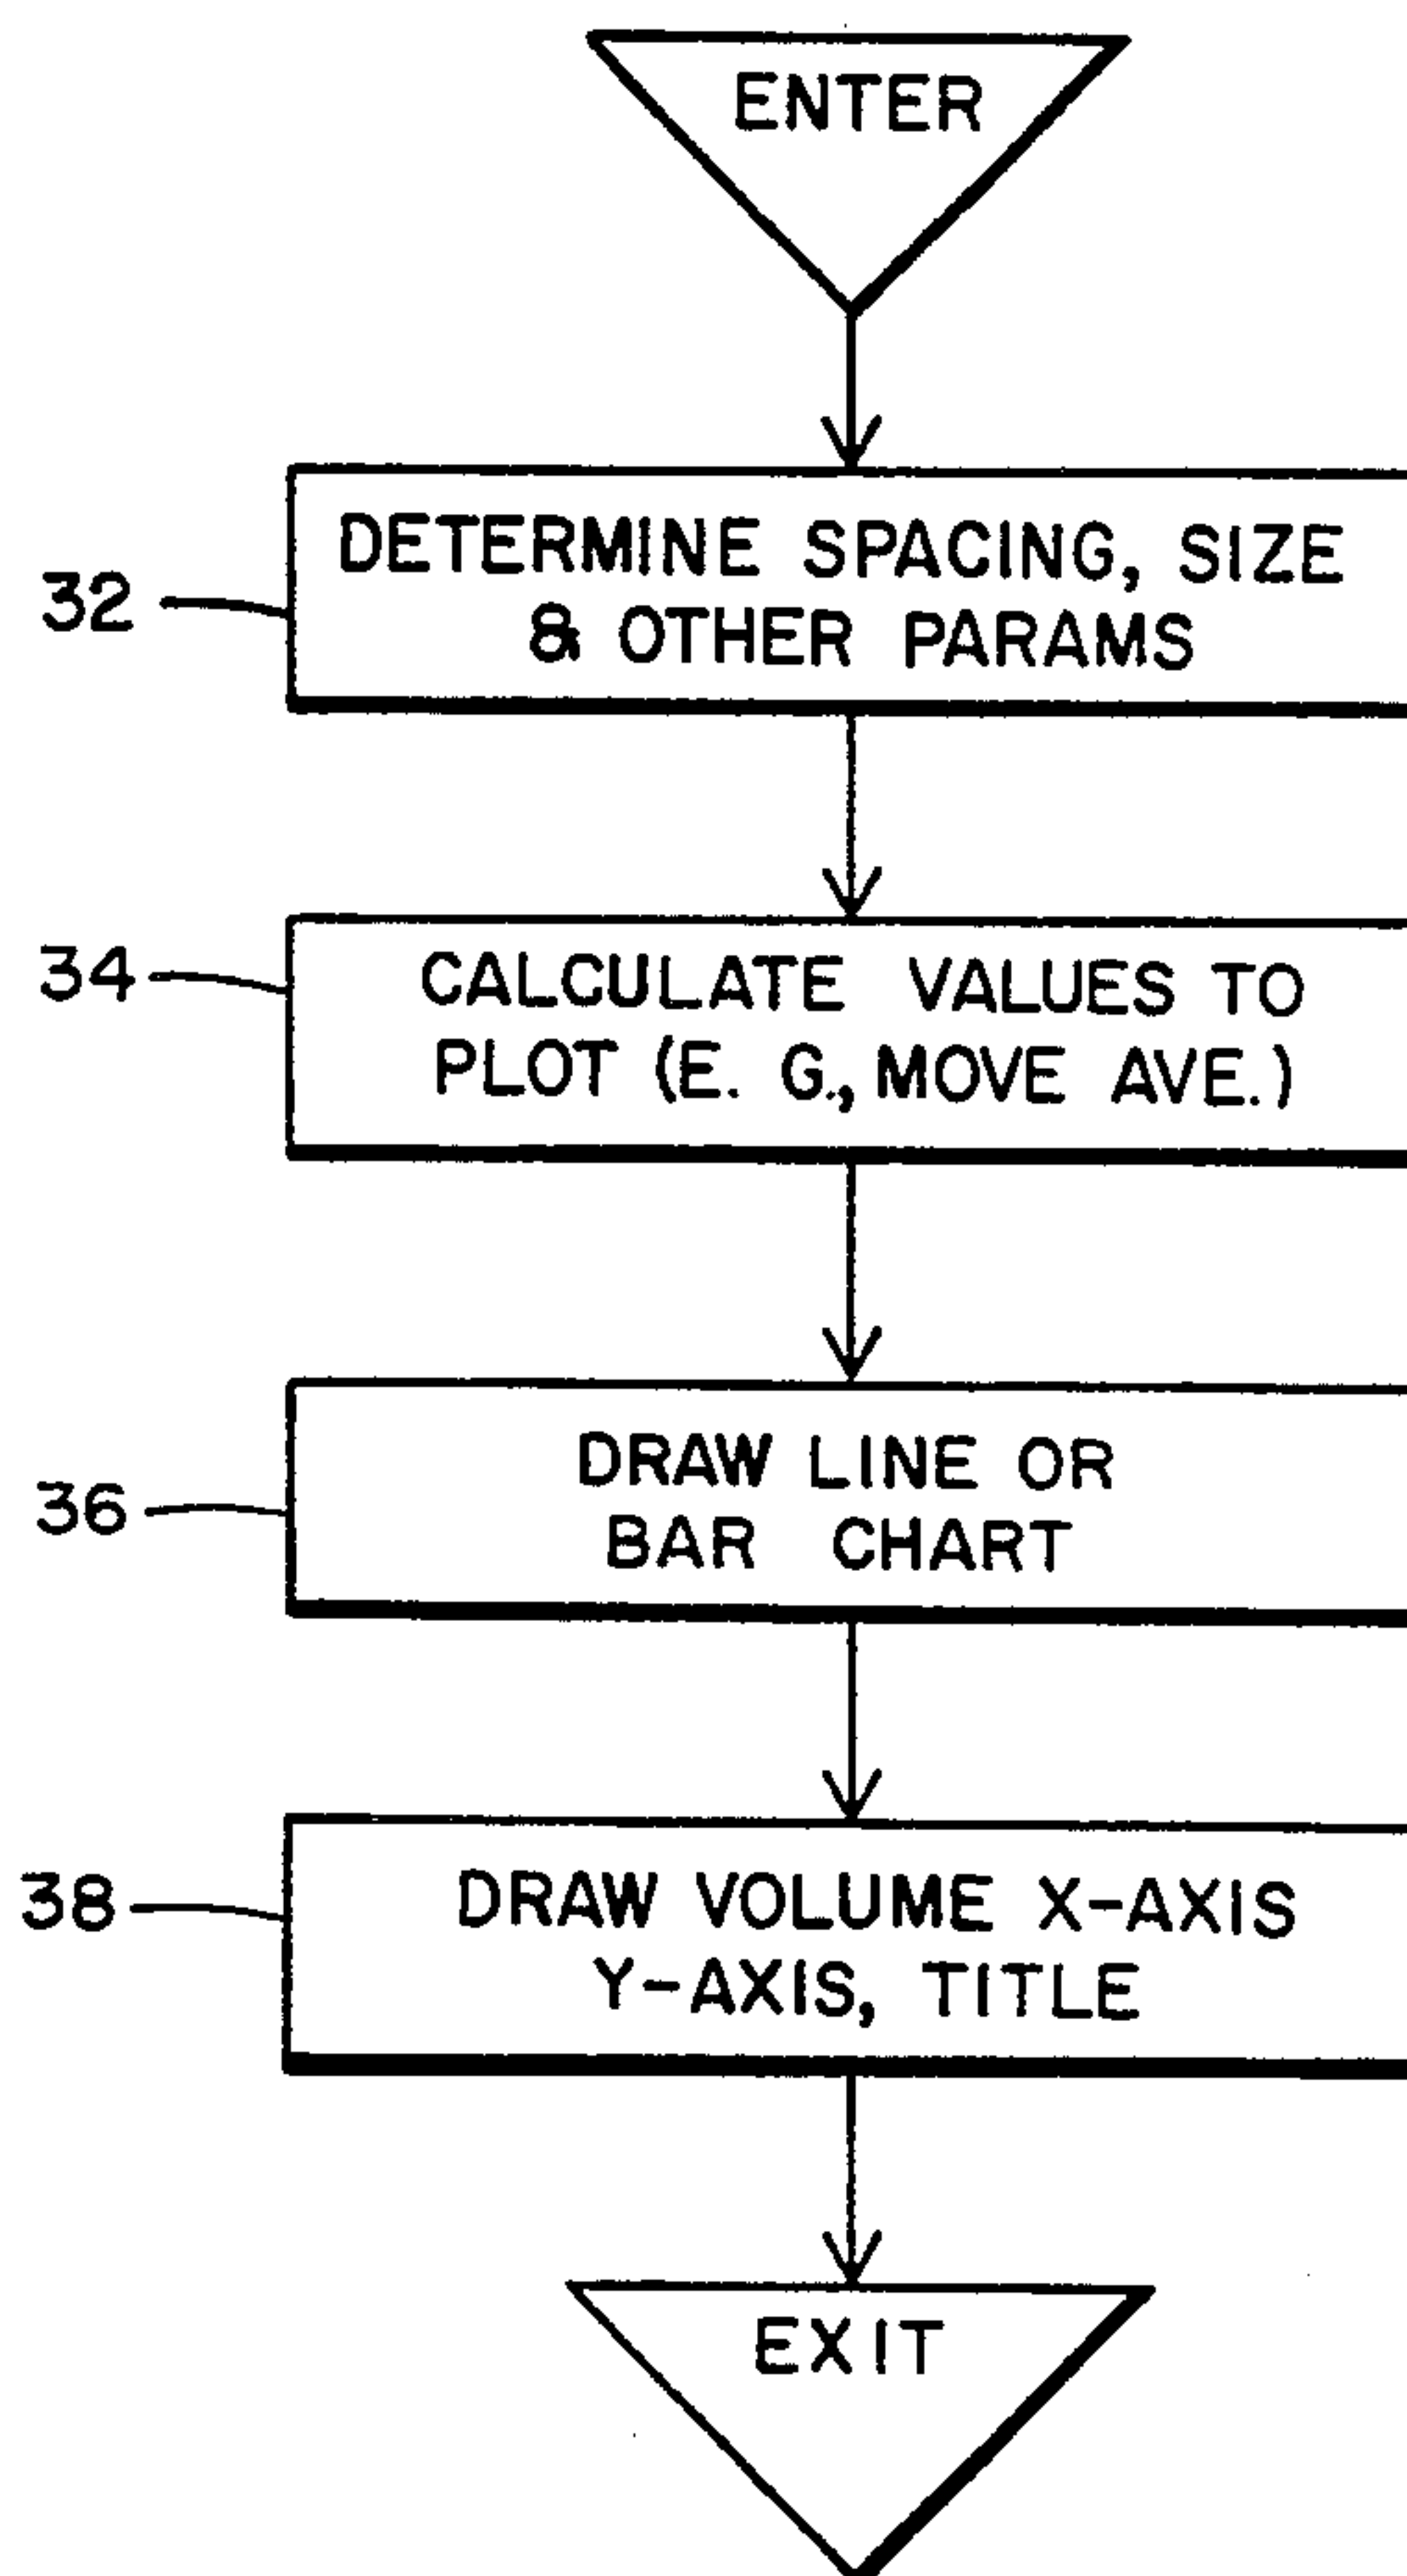 ENTER
32
DETERMINE SPACING, SIZE
& OTHER PARAMS
34
CALCULATE VALUES TO
PLOT (E. G., MOVE AVE.)
36
DRAW LINE OR
BAR CHART
38
DRAW VOLUME X-AXIS
Y-AXIS, TITLE
EXIT